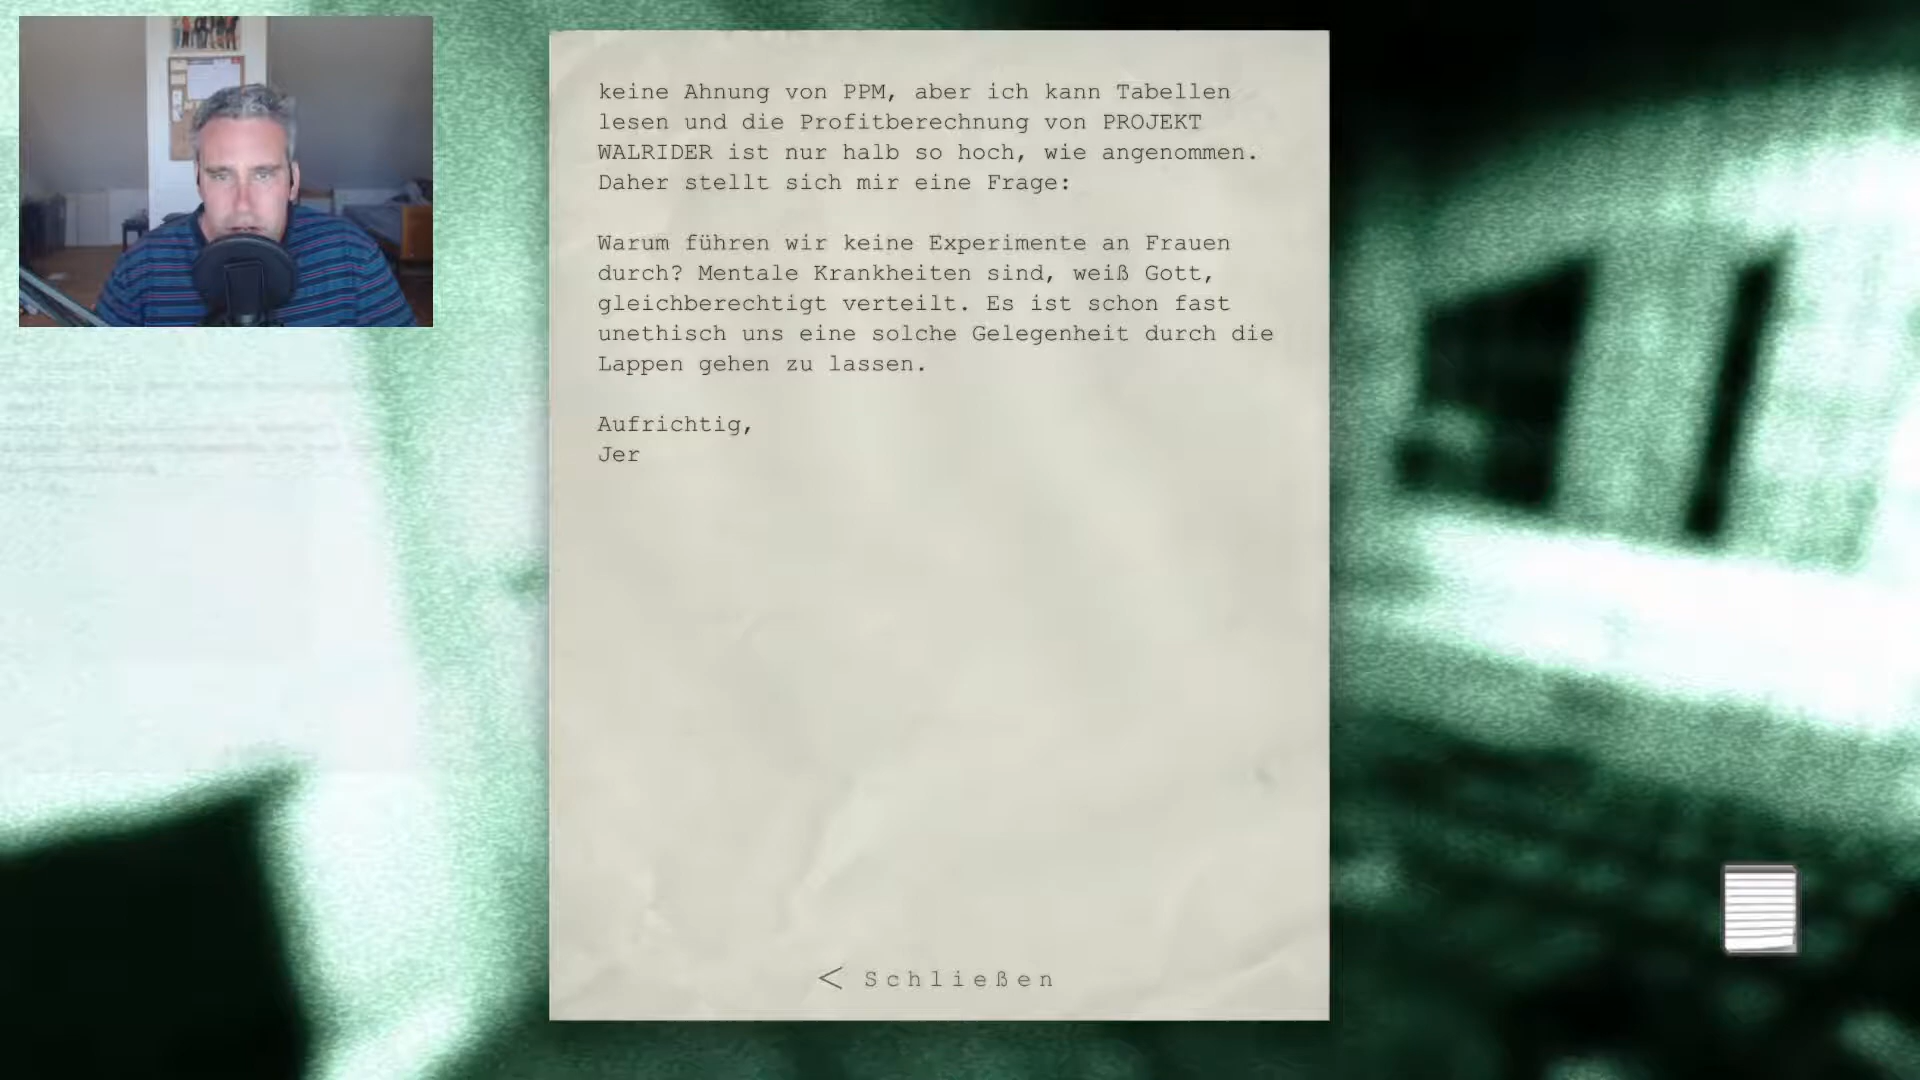 keine Ahnung von PPM, aber ich kann Tabellen
lesen und die Profitberechnung von PROJEKT
WALRIDER ist nur halb so hoch, wie angenommen.
Daher stellt sich mir eine Frage:
Warum führen wir keine Experimente an Frauen
durch? Mentale Krankheiten sind, weiß Gott,
gleichberechtigt verteilt. Es ist schon fast
unethisch uns eine solche Gelegenheit durch die
Lappen gehen zu lassen.
Aufrichtig,
Jer
< Schließen